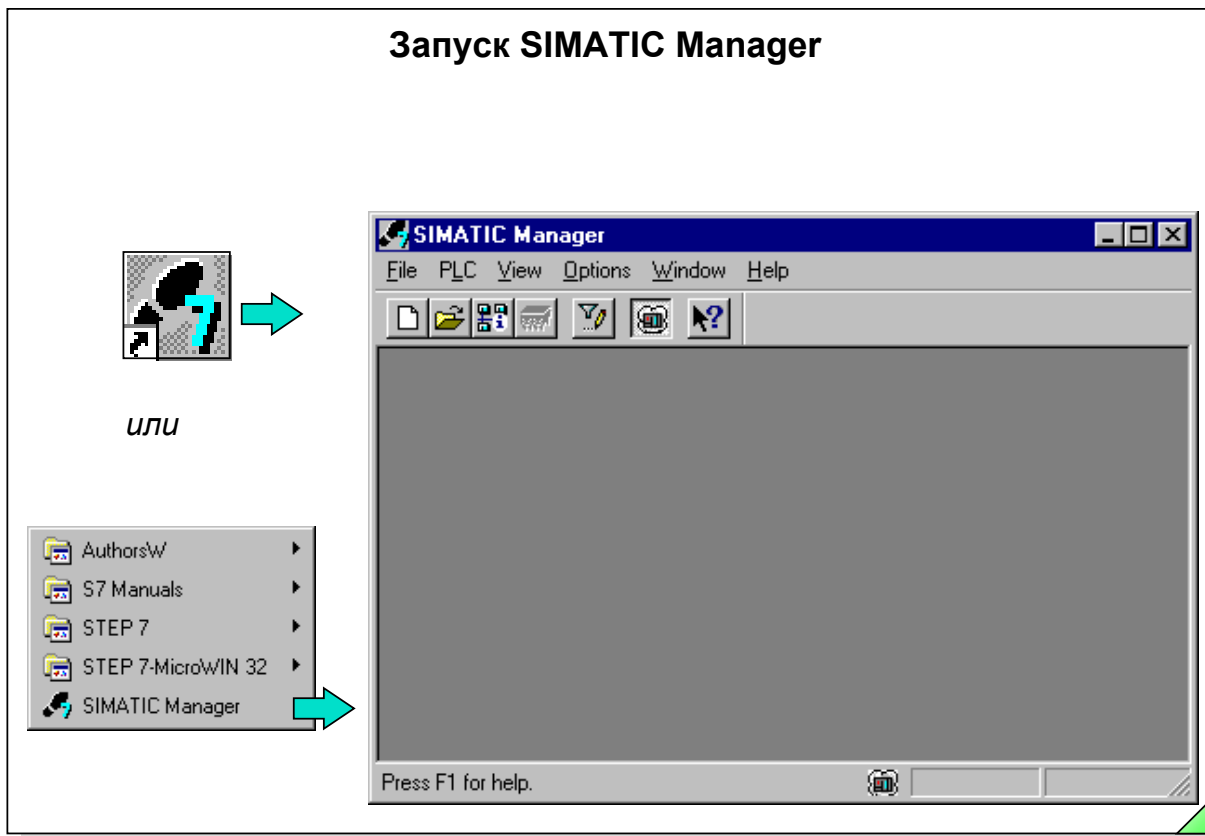 Запуск SIMATIC Manager
SIMATIC Manager
File PLC View Options Window Help
7
или
AuthorsW
S7 Manuals
STEP 7
STEP 7-MicroWIN 32
SIMATIC Manager
Press F1 for help.